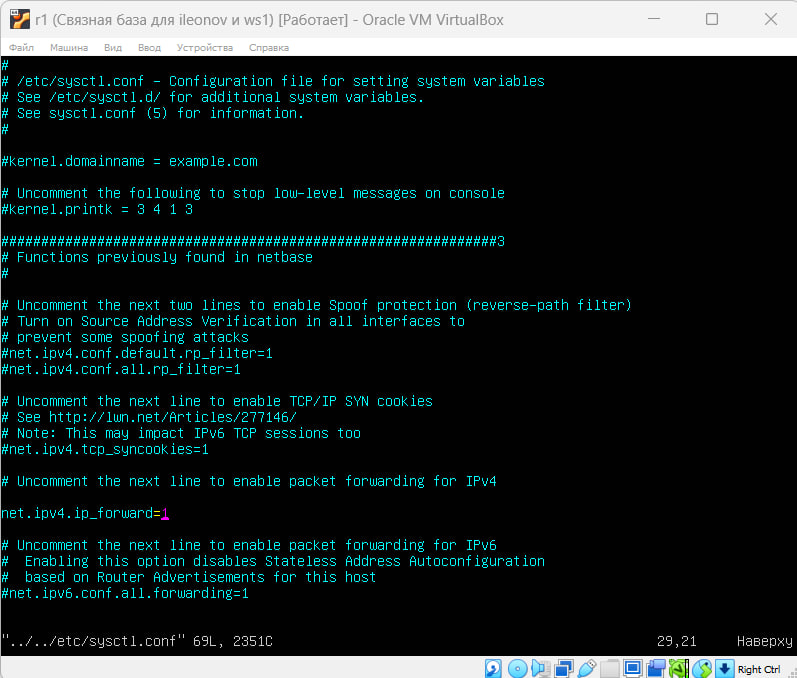 r1 (Связная база для ileonov и ws1) [Работает] - Oracle VM VirtualBox
Файл Машина Вид Ввод Устройства Справка
#
# /etc/sysctl.conf - Configuration file for setting system variables
# See /etc/sysctl.d/ for additional system variables.
# See sysctl.conf (5) for information.
#
#kernel.domainname = example.com
# Uncomment the following to stop low-level messages on console
#kernel.printk = 3 4 1 3
##############################################################3
# Functions previously found in netbase
#
# Uncomment the next two lines to enable Spoof protection (reverse-path filter)
# Turn on Source Address Verification in all interfaces to
# prevent some spoofing attacks
#net.ipv4.conf.default.rp_filter=1
#net.ipv4.conf.all.rp_filter=1
# Uncomment the next line to enable TCP/IP SYN cookies
# See http://lwn.net/Articles/277146/
# Note: This may impact IPv6 TCP sessions too
#net.ipv4.tcp_syncookies=1
# Uncomment the next line to enable packet forwarding for IPv4
net.ipv4.ip_forward=1
# Uncomment the next line to enable packet forwarding for IPv6
#  Enabling this option disables Stateless Address Autoconfiguration
#  based on Router Advertisements for this host
#net.ipv6.conf.all.forwarding=1
"../../etc/sysctl.conf" 69L, 2351C 29,21 Наверху
Right Ctrl